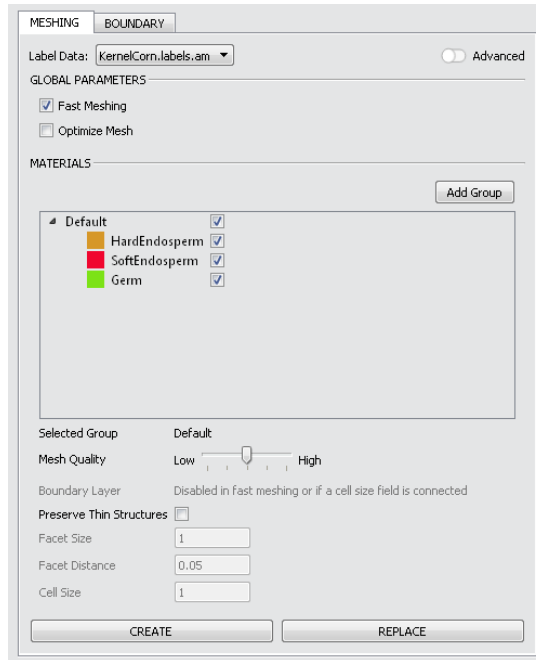 MESHING BOUNDARY
Label Data: KernelCorn.labels.am Advanced
GLOBAL PARAMETERS
Fast Meshing
Optimize Mesh
MATERIALS
Add Group
Default
HardEndosperm
SoftEndosperm
Germ
Selected Group Default
Mesh Quality Low High
Boundary Layer Disabled in fast meshing or if a cell size field is connected
Preserve Thin Structures
Facet Size 1
Facet Distance 0.05
Cell Size 1
CREATE REPLACE